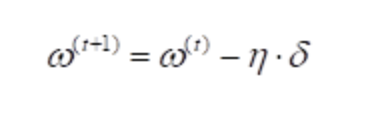 ω^(t+1) = ω^(t) − η · δ